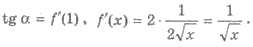 tg α = f′(1), f′(x) = 2 · 1/(2√x) = 1/√x .